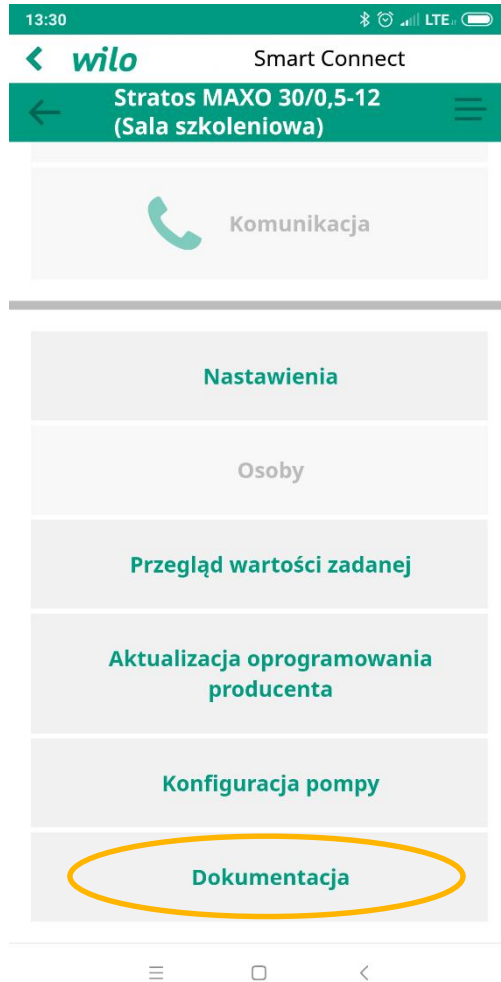 13:30 LTE
wilo Smart Connect
Stratos MAXO 30/0,5-12
(Sala szkoleniowa)
Komunikacja
Nastawienia
Osoby
Przegląd wartości zadanej
Aktualizacja oprogramowania
producenta
Konfiguracja pompy
Dokumentacja